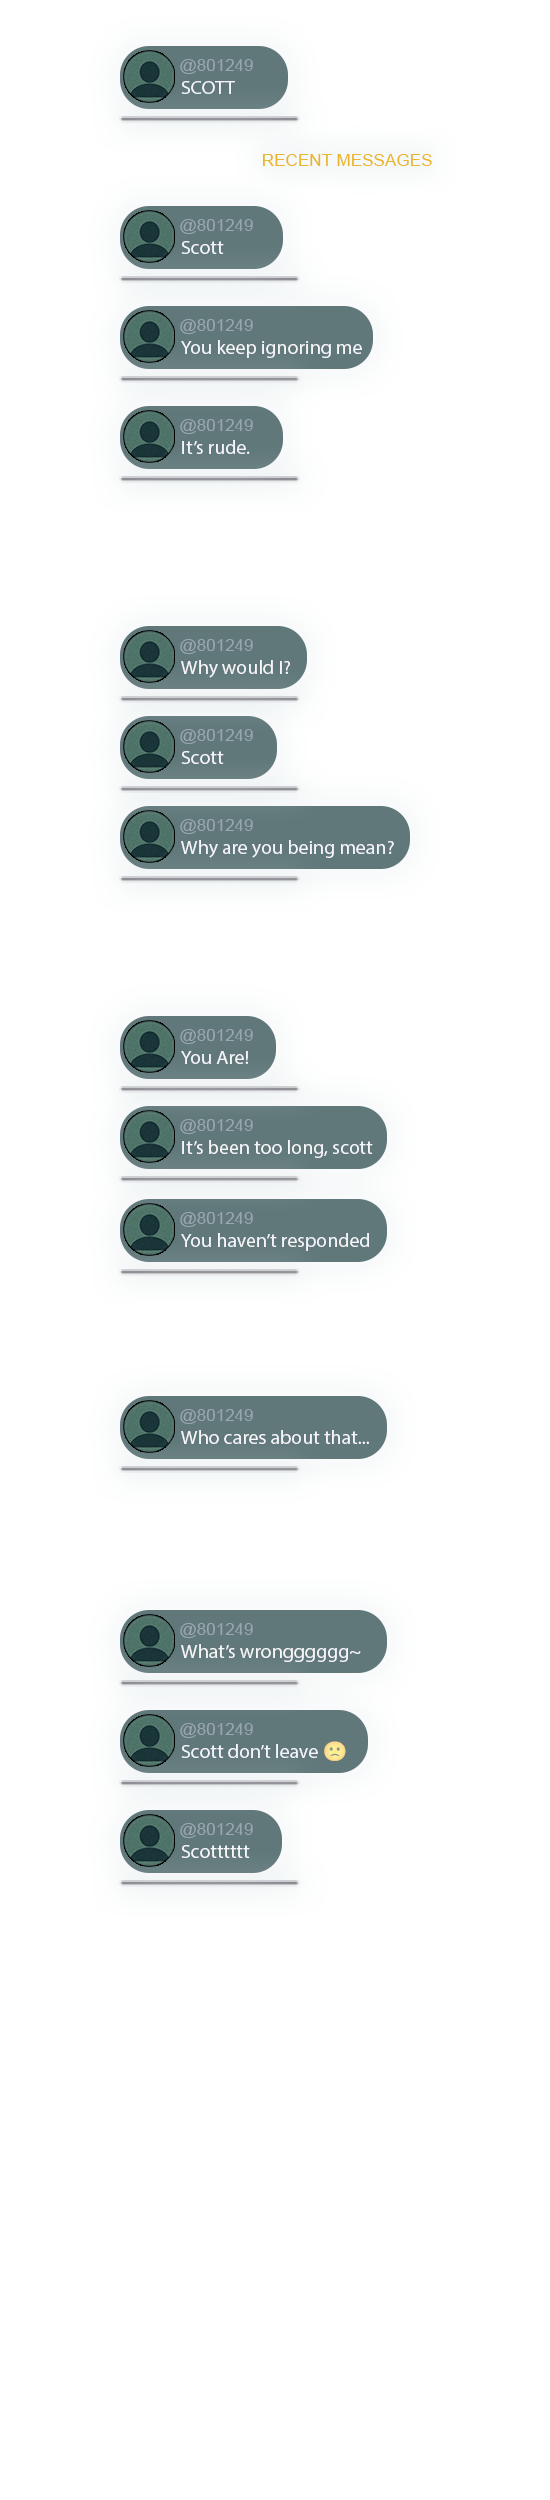 @801249
SCOTT
RECENT MESSAGES
@801249
Scott
@801249
You keep ignoring me
@801249
It’s rude.
@801249
Why would I?
@801249
Scott
@801249
Why are you being mean?
@801249
You Are!
@801249
It’s been too long, scott
@801249
You haven’t responded
@801249
Who cares about that...
@801249
What’s wrongggggg~
@801249
Scott don’t leave 🙁
@801249
Scotttttt